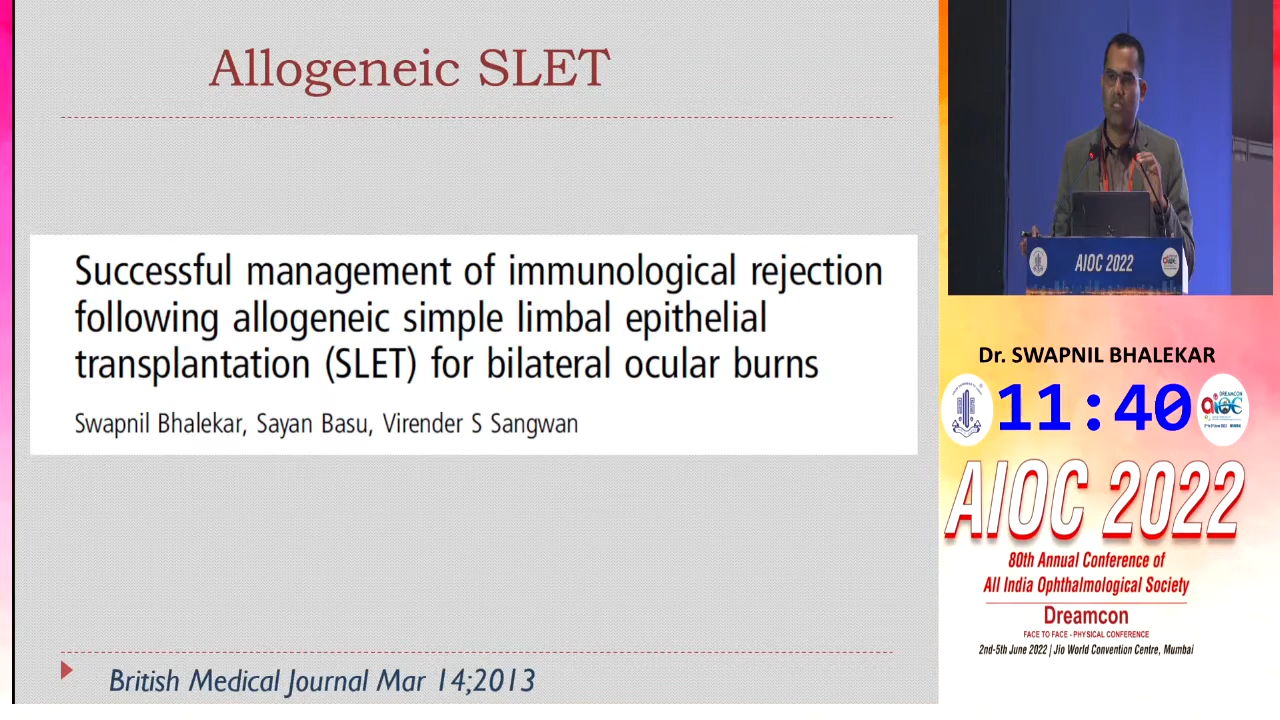 Allogeneic SLET
Successful management of immunological rejection
following allogeneic simple limbal epithelial
transplantation (SLET) for bilateral ocular burns
Swapnil Bhalekar, Sayan Basu, Virender S Sangwan
British Medical Journal Mar 14;2013
AIOC 2022
Dr. SWAPNIL BHALEKAR
11:40
AIOC 2022
80th Annual Conference of
All India Ophthalmological Society
Dreamcon
FACE TO FACE - PHYSICAL CONFERENCE
2nd-5th June 2022 | Jio World Convention Centre, Mumbai